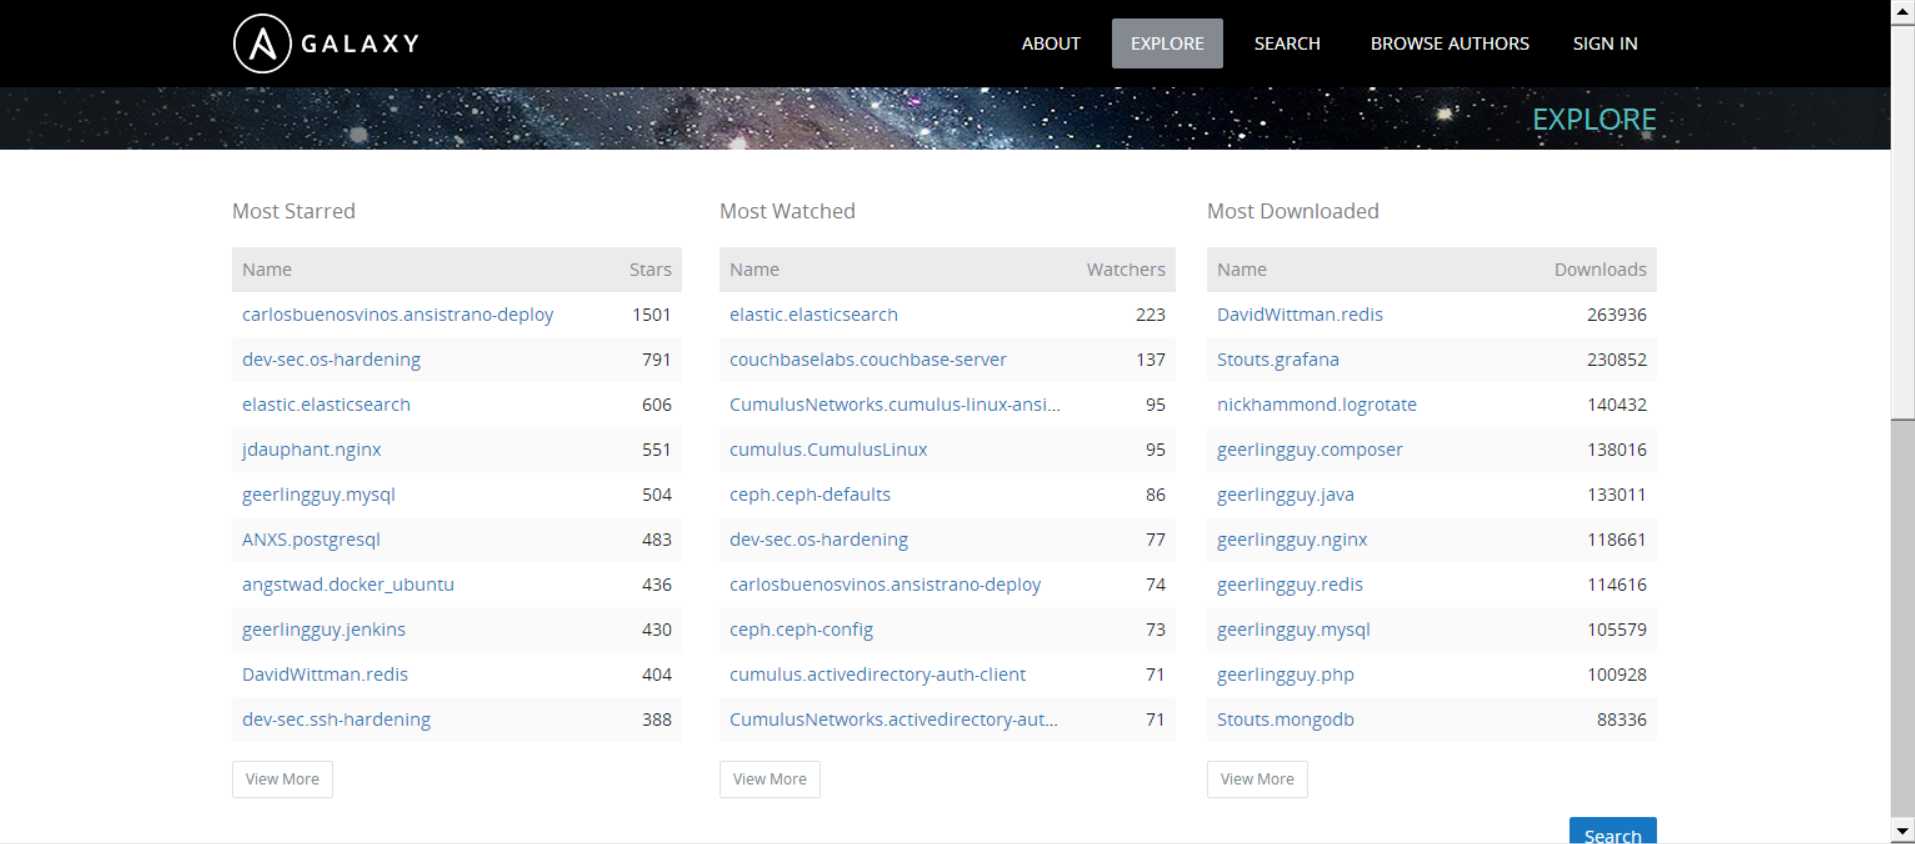 GALAXY
ABOUT EXPLORE SEARCH BROWSE AUTHORS SIGN IN
EXPLORE
Most Starred
Name Stars
carlosbuenosvinos.ansistrano-deploy 1501
dev-sec.os-hardening 791
elastic.elasticsearch 606
jdauphant.nginx 551
geerlingguy.mysql 504
ANXS.postgresql 483
angstwad.docker_ubuntu 436
geerlingguy.jenkins 430
DavidWittman.redis 404
dev-sec.ssh-hardening 388
View More
Most Watched
Name Watchers
elastic.elasticsearch 223
couchbaselabs.couchbase-server 137
CumulusNetworks.cumulus-linux-ansi... 95
cumulus.CumulusLinux 95
ceph.ceph-defaults 86
dev-sec.os-hardening 77
carlosbuenosvinos.ansistrano-deploy 74
ceph.ceph-config 73
cumulus.activedirectory-auth-client 71
CumulusNetworks.activedirectory-aut... 71
View More
Most Downloaded
Name Downloads
DavidWittman.redis 263936
Stouts.grafana 230852
nickhammond.logrotate 140432
geerlingguy.composer 138016
geerlingguy.java 133011
geerlingguy.nginx 118661
geerlingguy.redis 114616
geerlingguy.mysql 105579
geerlingguy.php 100928
Stouts.mongodb 88336
View More
Search